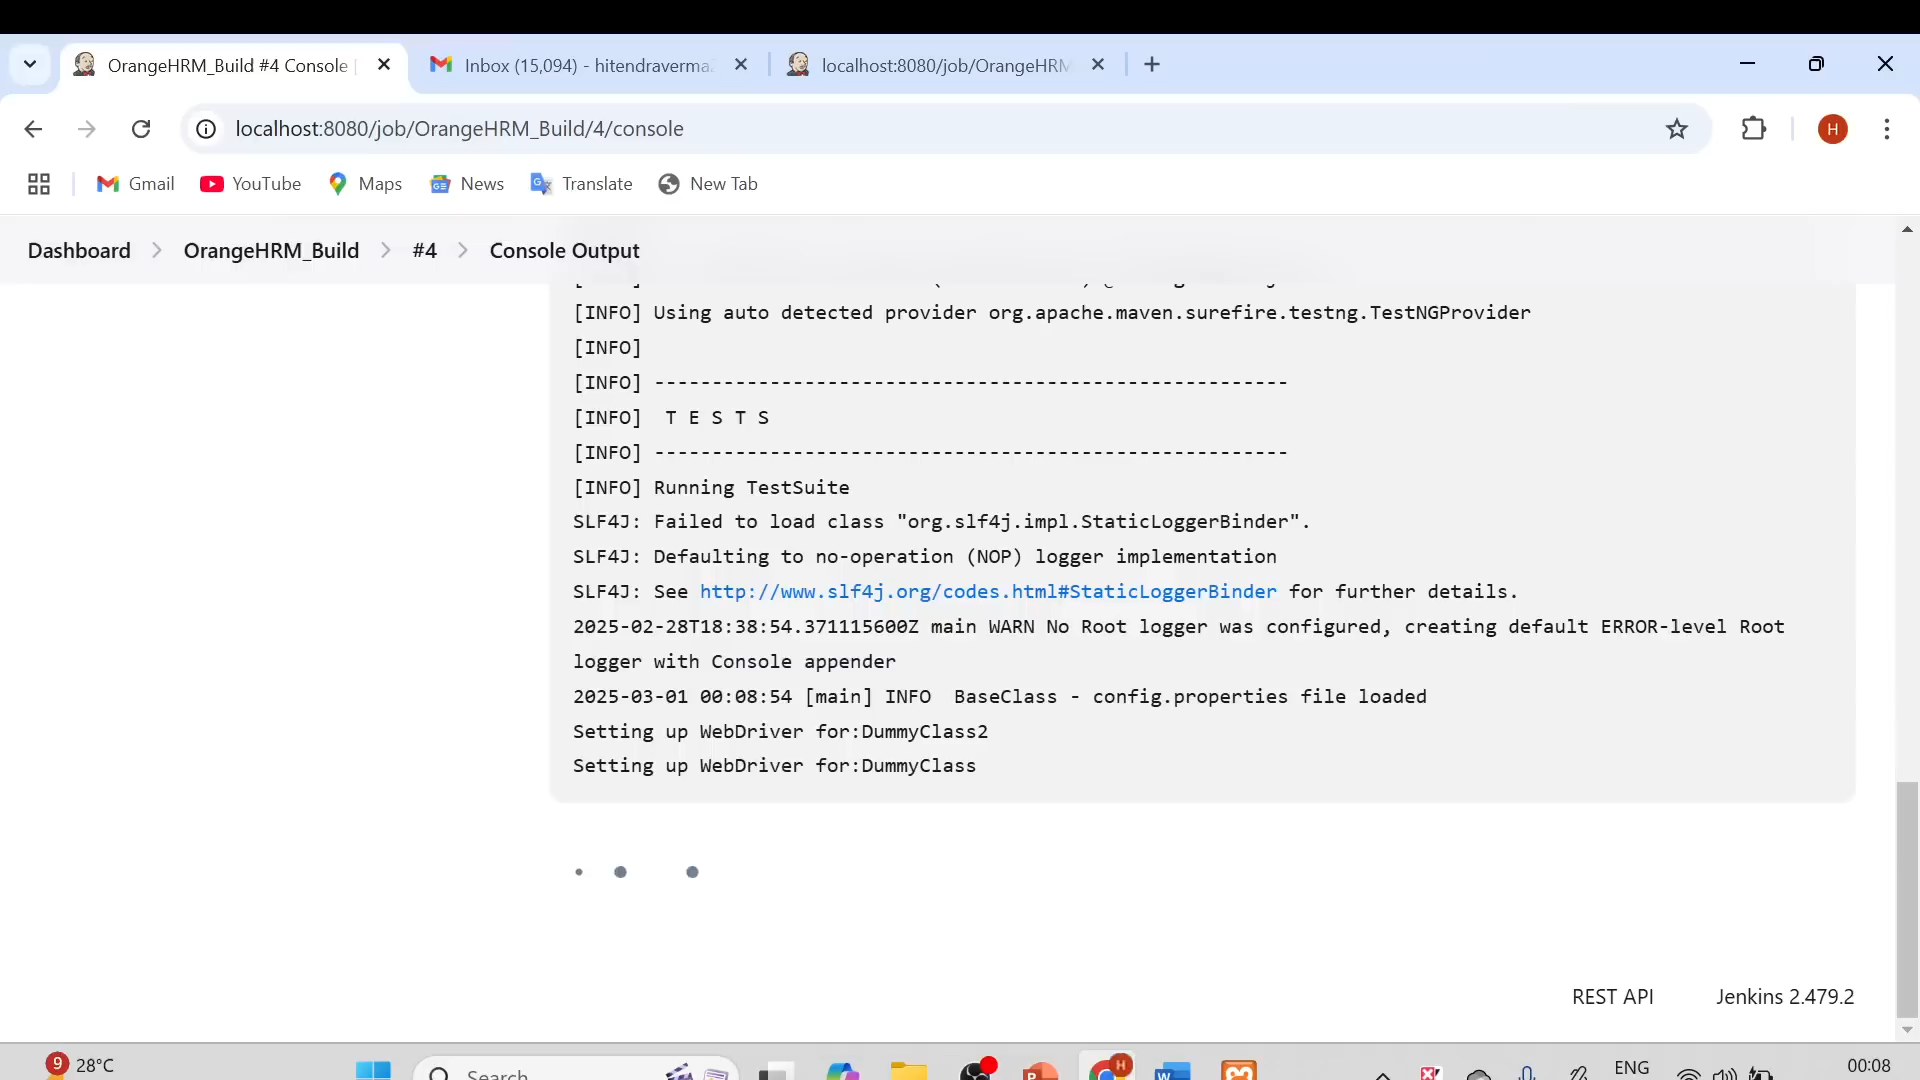 OrangeHRM_Build #4 Console
Inbox (15,094) - hitendraverma
localhost:8080/job/OrangeHRM
localhost:8080/job/OrangeHRM_Build/4/console
H
Gmail
YouTube
Maps
News
Translate
New Tab
Dashboard > OrangeHRM_Build > #4 > Console Output
[INFO] Using auto detected provider org.apache.maven.surefire.testng.TestNGProvider
[INFO]
[INFO] -------------------------------------------------------
[INFO]  T E S T S
[INFO] -------------------------------------------------------
[INFO] Running TestSuite
SLF4J: Failed to load class "org.slf4j.impl.StaticLoggerBinder".
SLF4J: Defaulting to no-operation (NOP) logger implementation
SLF4J: See http://www.slf4j.org/codes.html#StaticLoggerBinder for further details.
2025-02-28T18:38:54.371115600Z main WARN No Root logger was configured, creating default ERROR-level Root
logger with Console appender
2025-03-01 00:08:54 [main] INFO  BaseClass - config.properties file loaded
Setting up WebDriver for:DummyClass2
Setting up WebDriver for:DummyClass
REST API
Jenkins 2.479.2
9
28°C
Search
H
ENG
00:08